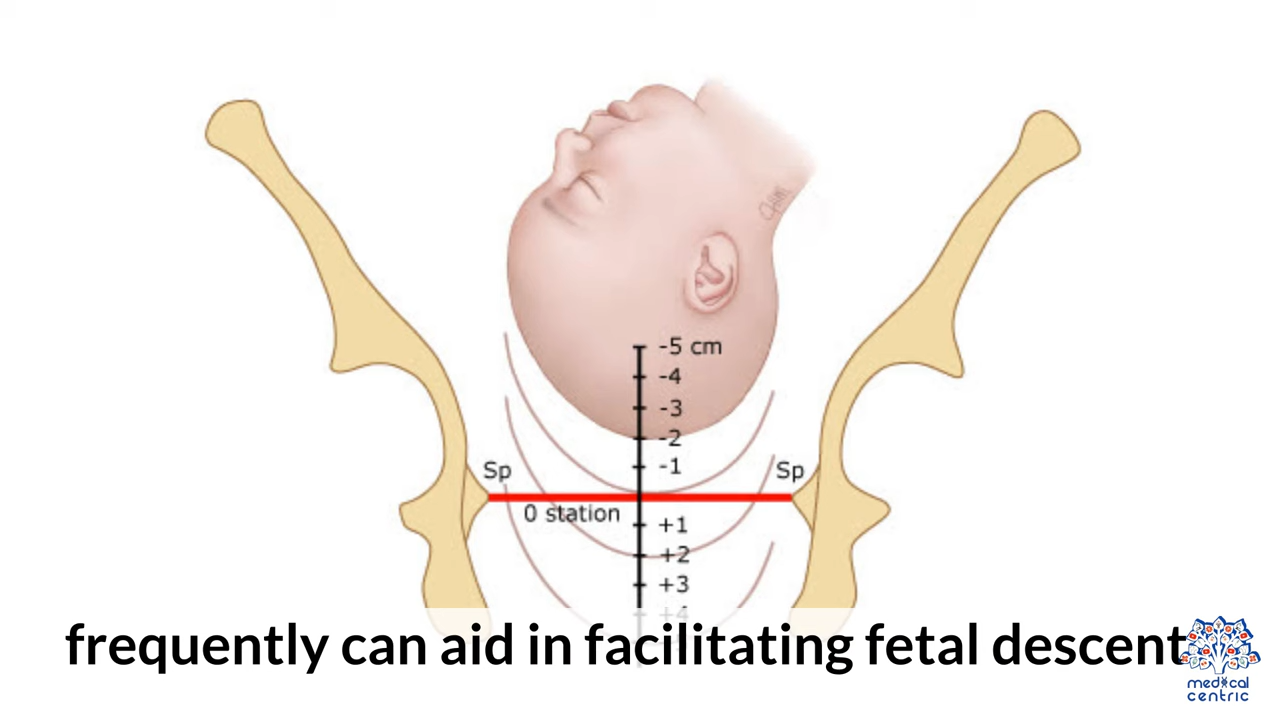 -5 cm
-4
-3
-2
-1
Sp
Sp
0 station
+1
+2
+3
+4
frequently can aid in facilitating fetal descent
medical
centric